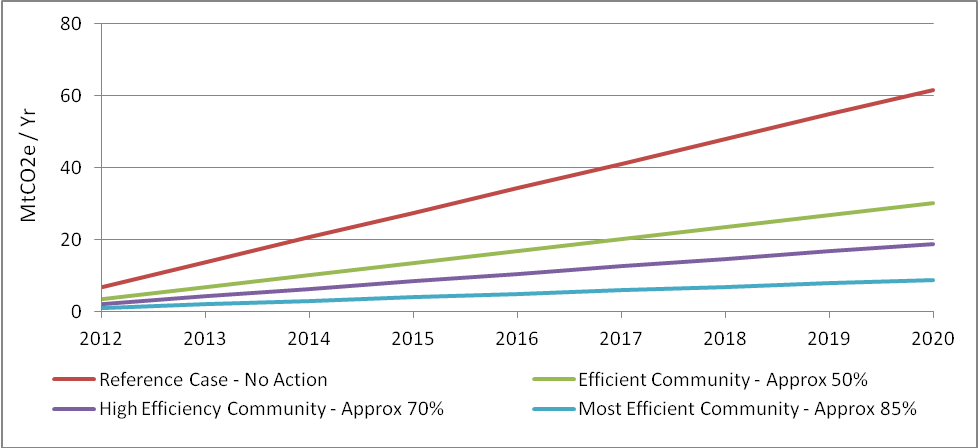 80
60
40
20
0
MtCO2e / Yr
2012 2013 2014 2015 2016 2017 2018 2019 2020
Reference Case - No Action
Efficient Community - Approx 50%
High Efficiency Community - Approx 70%
Most Efficient Community - Approx 85%